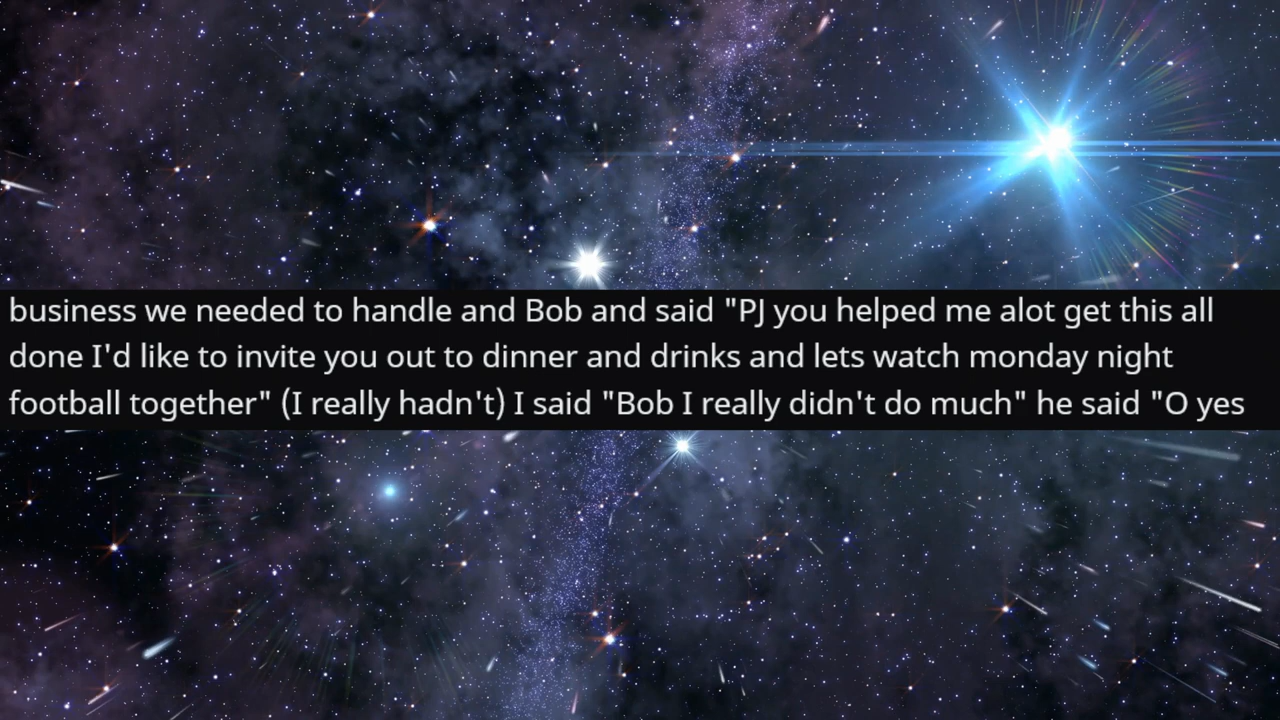 business we needed to handle and Bob and said "PJ you helped me alot get this all
done I'd like to invite you out to dinner and drinks and lets watch monday night
football together" (I really hadn't) I said "Bob I really didn't do much" he said "O yes